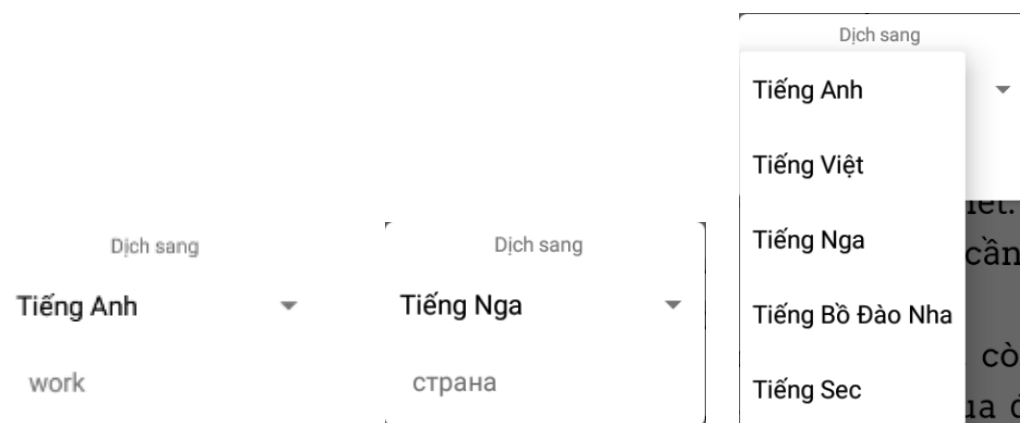 Dịch sang
Tiếng Anh
work
Dịch sang
Tiếng Nga
страна
Dịch sang
Tiếng Anh
Tiếng Việt
Tiếng Nga
Tiếng Bồ Đào Nha
Tiếng Sec
cần